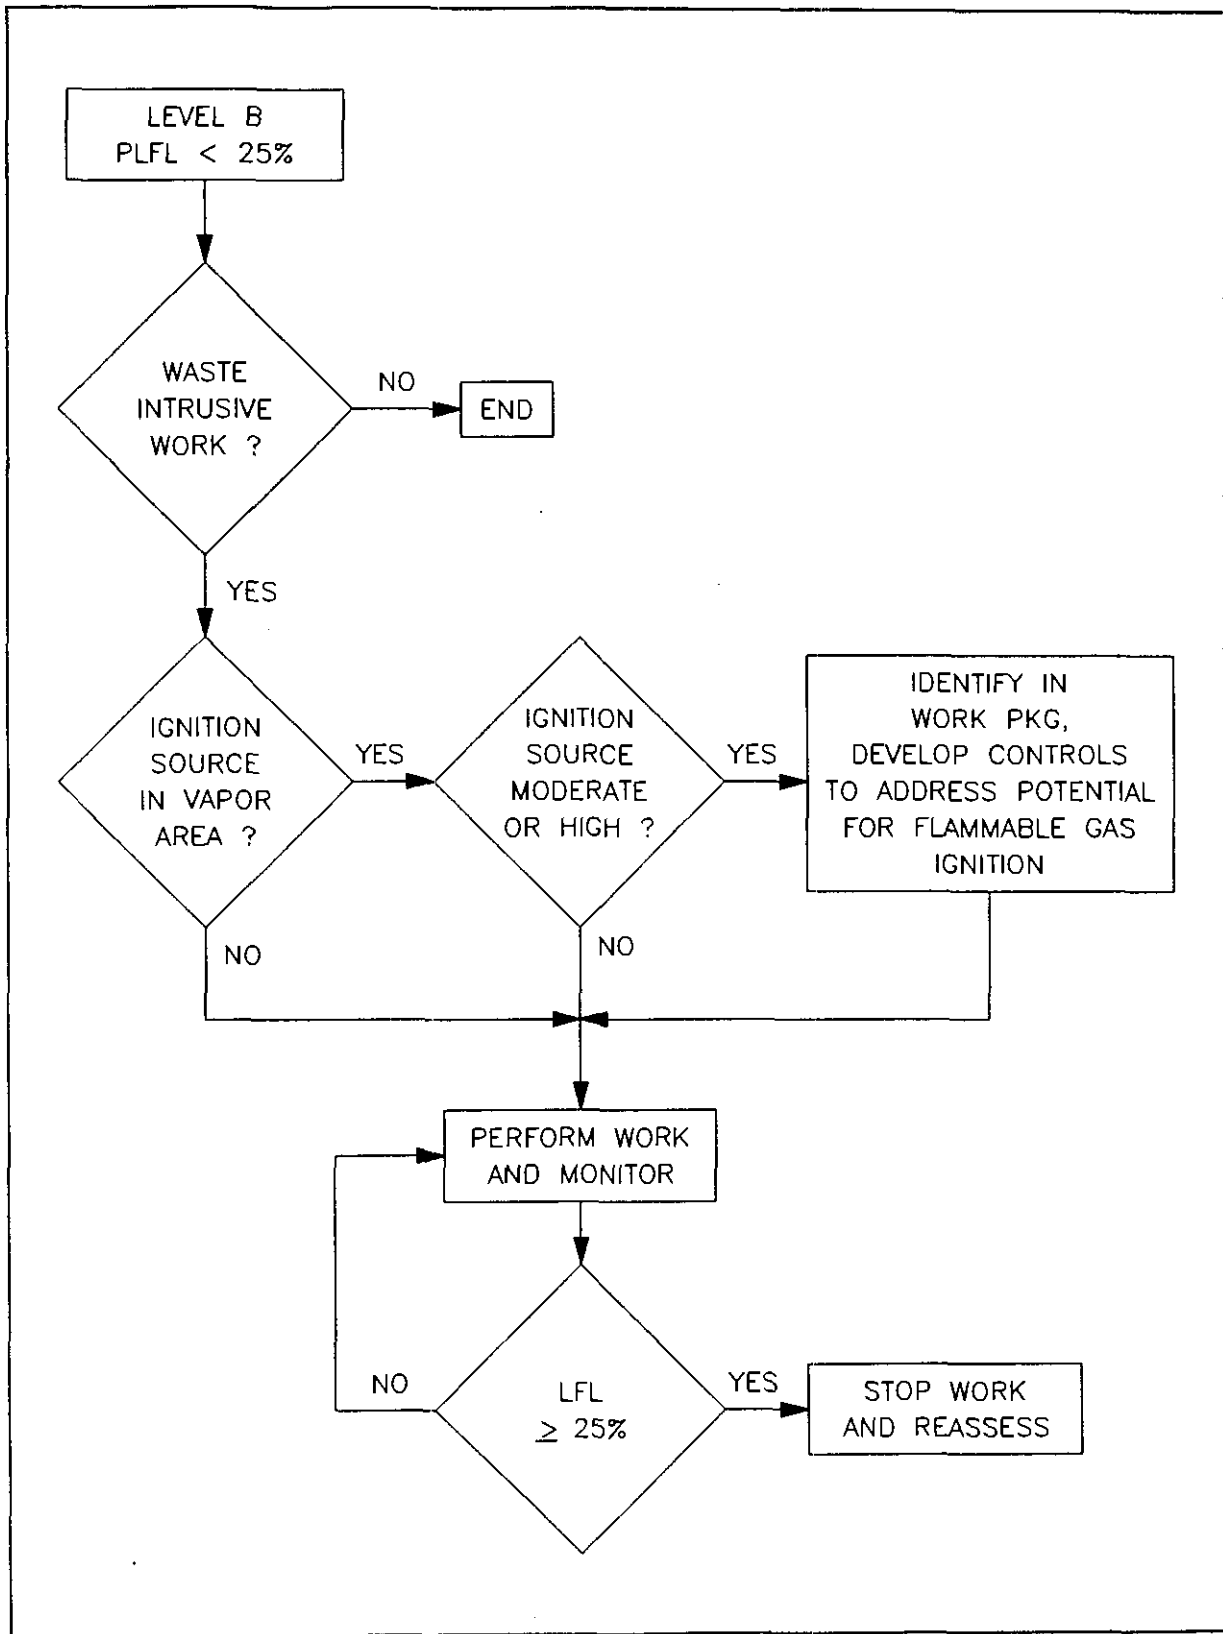 LEVEL B
PLFL < 25%
WASTE
INTRUSIVE
WORK ?
NO
END
YES
IGNITION
SOURCE
IN VAPOR
AREA ?
YES
IGNITION
SOURCE
MODERATE
OR HIGH ?
YES
IDENTIFY IN
WORK PKG,
DEVELOP CONTROLS
TO ADDRESS POTENTIAL
FOR FLAMMABLE GAS
IGNITION
NO
NO
PERFORM WORK
AND MONITOR
NO
LFL
≥ 25%
YES
STOP WORK
AND REASSESS